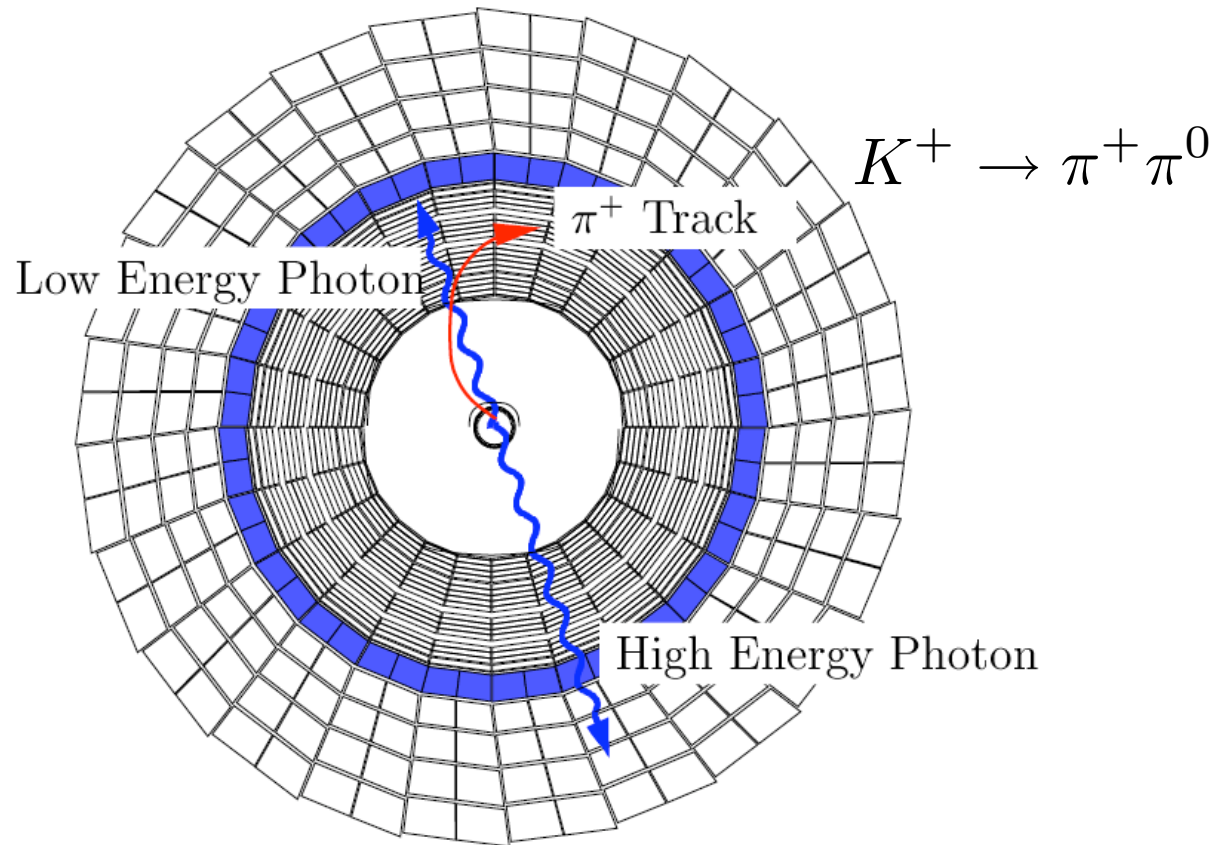 K⁺ → π⁺π⁰
π⁺ Track
Low Energy Photon
High Energy Photon